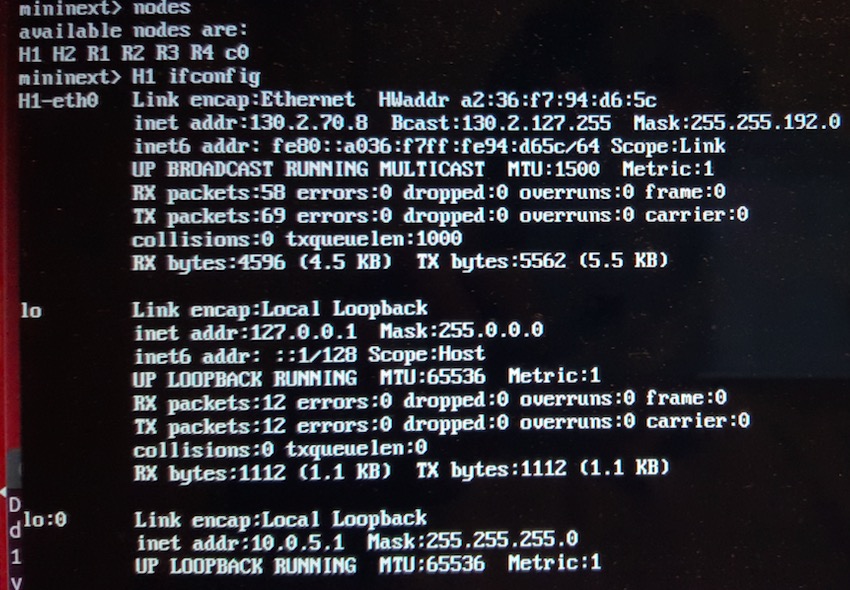 mininext> nodes
available nodes are:
H1 H2 R1 R2 R3 R4 c0
mininext> H1 ifconfig
H1-eth0 Link encap:Ethernet HWaddr a2:36:f7:94:d6:5c
inet addr:130.2.70.8 Bcast:130.2.127.255 Mask:255.255.192.0
inet6 addr: fe80::a036:f7ff:fe94:d65c/64 Scope:Link
UP BROADCAST RUNNING MULTICAST MTU:1500 Metric:1
RX packets:58 errors:0 dropped:0 overruns:0 frame:0
TX packets:69 errors:0 dropped:0 overruns:0 carrier:0
collisions:0 txqueuelen:1000
RX bytes:4596 (4.5 KB) TX bytes:5562 (5.5 KB)
lo Link encap:Local Loopback
inet addr:127.0.0.1 Mask:255.0.0.0
inet6 addr: ::1/128 Scope:Host
UP LOOPBACK RUNNING MTU:65536 Metric:1
RX packets:12 errors:0 dropped:0 overruns:0 frame:0
TX packets:12 errors:0 dropped:0 overruns:0 carrier:0
collisions:0 txqueuelen:0
RX bytes:1112 (1.1 KB) TX bytes:1112 (1.1 KB)
lo:0 Link encap:Local Loopback
inet addr:10.0.5.1 Mask:255.255.255.0
UP LOOPBACK RUNNING MTU:65536 Metric:1
D
d
1
v